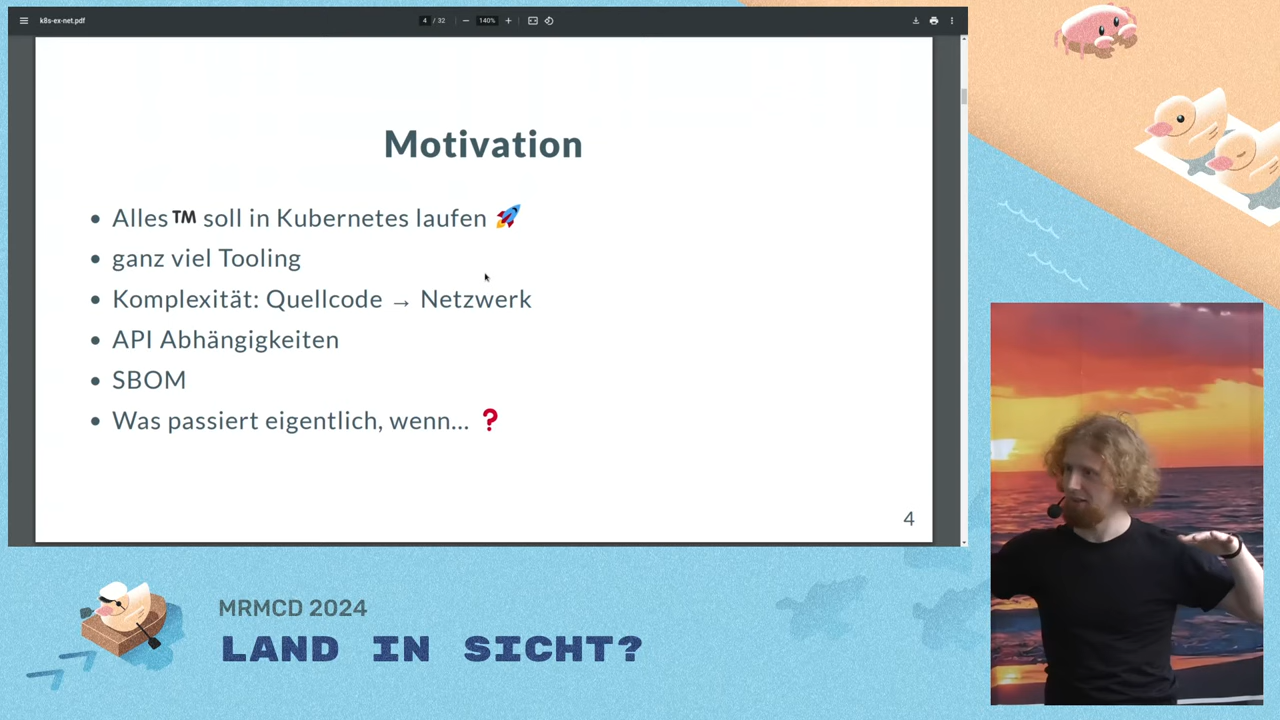 k8s-ex-net.pdf
4 / 32
140%
Motivation
• Alles™ soll in Kubernetes laufen 🚀
• ganz viel Tooling
• Komplexität: Quellcode → Netzwerk
• API Abhängigkeiten
• SBOM
• Was passiert eigentlich, wenn... ❓
4
MRMCD 2024
LAND IN SICHT?